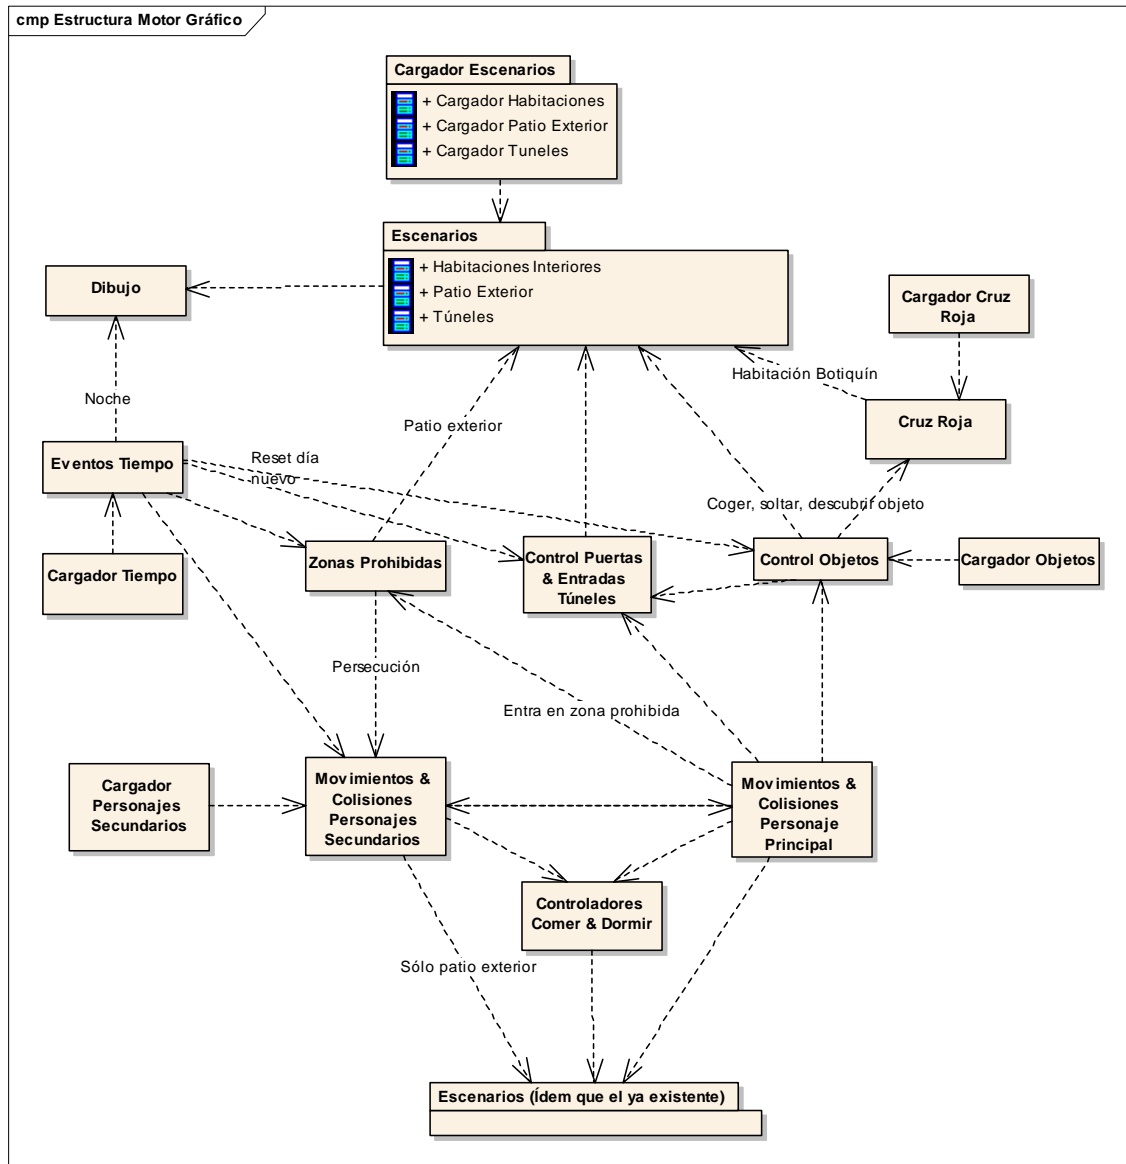 cmp Estructura Motor Gráfico
Cargador Escenarios
+ Cargador Habitaciones
+ Cargador Patio Exterior
+ Cargador Tuneles
Escenarios
+ Habitaciones Interiores
+ Patio Exterior
+ Túneles
Dibujo
Cargador Cruz
Roja
Habitación Botiquín
Noche
Cruz Roja
Patio exterior
Eventos Tiempo
Reset día
nuevo
Coger, soltar, descubrir objeto
Cargador Tiempo
Zonas Prohibidas
Control Puertas
& Entradas
Túneles
Control Objetos
Cargador Objetos
Persecución
Entra en zona prohibida
Cargador
Personajes
Secundarios
Movimientos &
Colisiones
Personajes
Secundarios
Movimientos &
Colisiones
Personaje
Principal
Controladores
Comer & Dormir
Sólo patio exterior
Escenarios (Ídem que el ya existente)